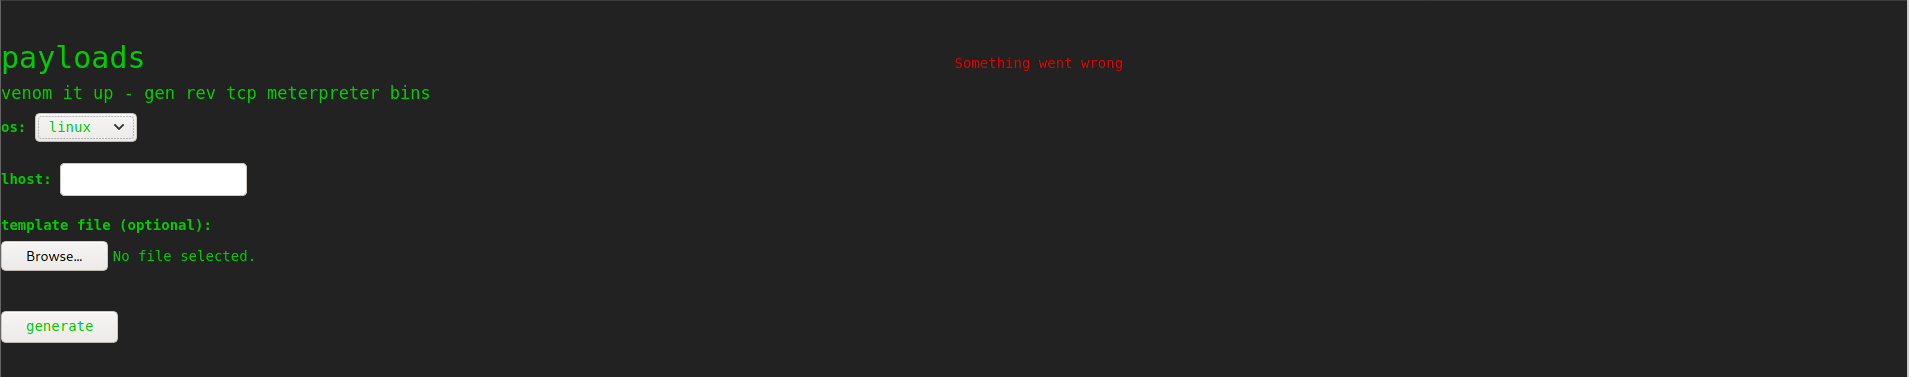 payloads
Something went wrong
venom it up - gen rev tcp meterpreter bins
os: linux
lhost:
template file (optional):
Browse... No file selected.
generate